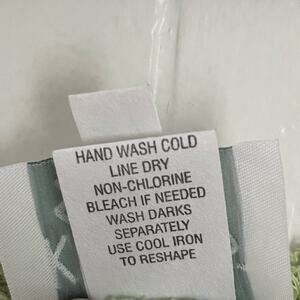 HAND WASH COLD
LINE DRY
NON-CHLORINE
BLEACH IF NEEDED
WASH DARKS
SEPARATELY
USE COOL IRON
TO RESHAPE